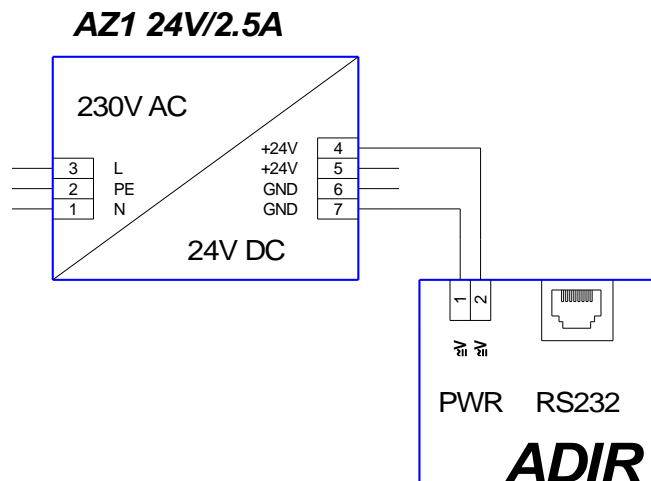 AZ1 24V/2.5A
230V AC
3 L
2 PE
1 N
+24V 4
+24V 5
GND 6
GND 7
24V DC
1 2
PWR RS232
ADIR